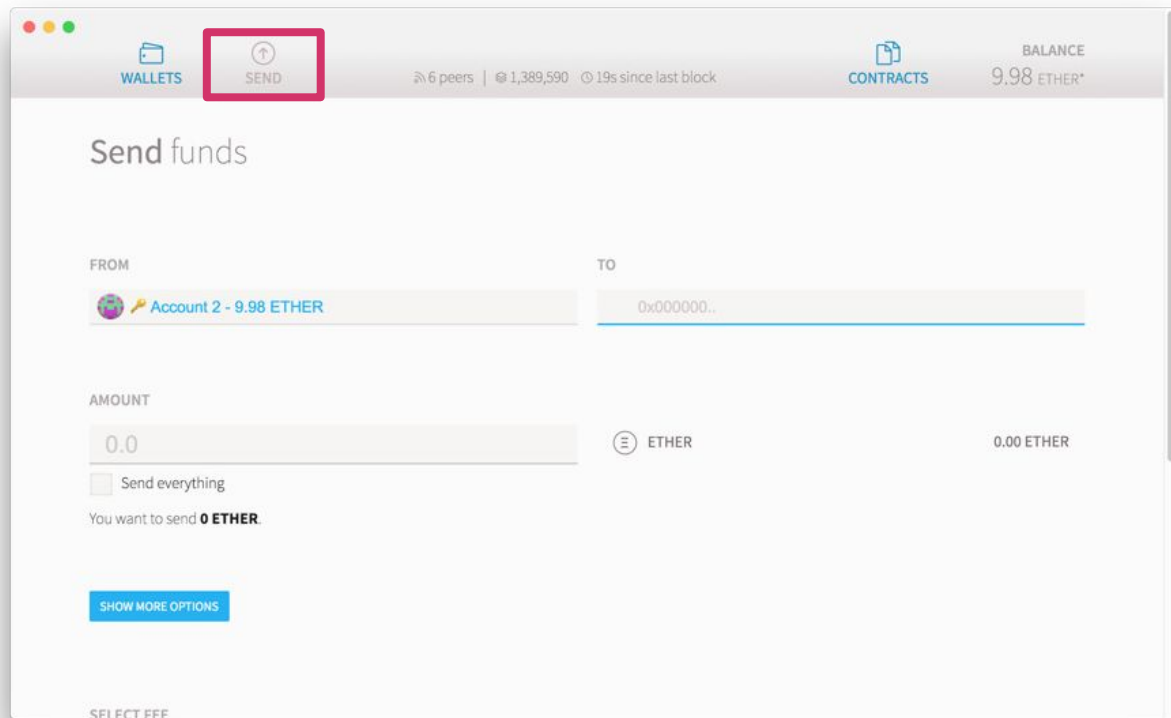 WALLETS
SEND
6 peers | 1,389,590 19s since last block
CONTRACTS
BALANCE
9.98 ETHER*
Send funds
FROM
TO
Account 2 - 9.98 ETHER
0x000000..
AMOUNT
0.0
ETHER
0.00 ETHER
Send everything
You want to send 0 ETHER.
SHOW MORE OPTIONS
SELECT FEE